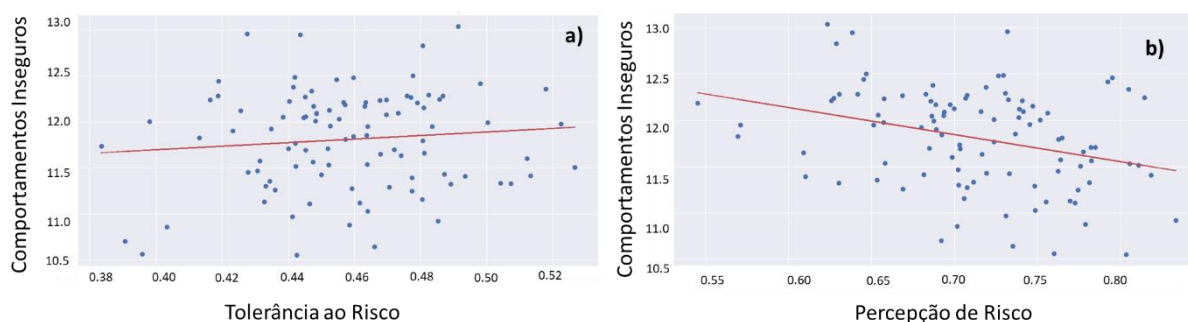 a)
Comportamentos Inseguros
13.0
12.5
12.0
11.5
11.0
10.5
0.38 0.40 0.42 0.44 0.46 0.48 0.50 0.52
Tolerância ao Risco
b)
Comportamentos Inseguros
13.0
12.5
12.0
11.5
11.0
10.5
0.55 0.60 0.65 0.70 0.75 0.80
Percepção de Risco